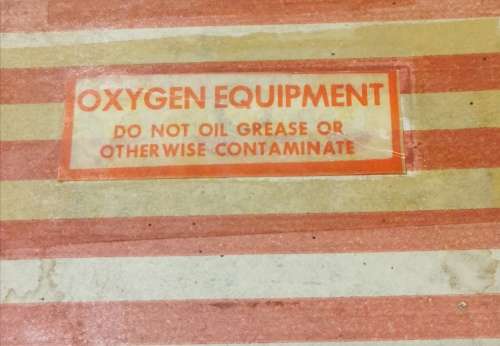 OXYGEN EQUIPMENT
DO NOT OIL GREASE OR
OTHERWISE CONTAMINATE